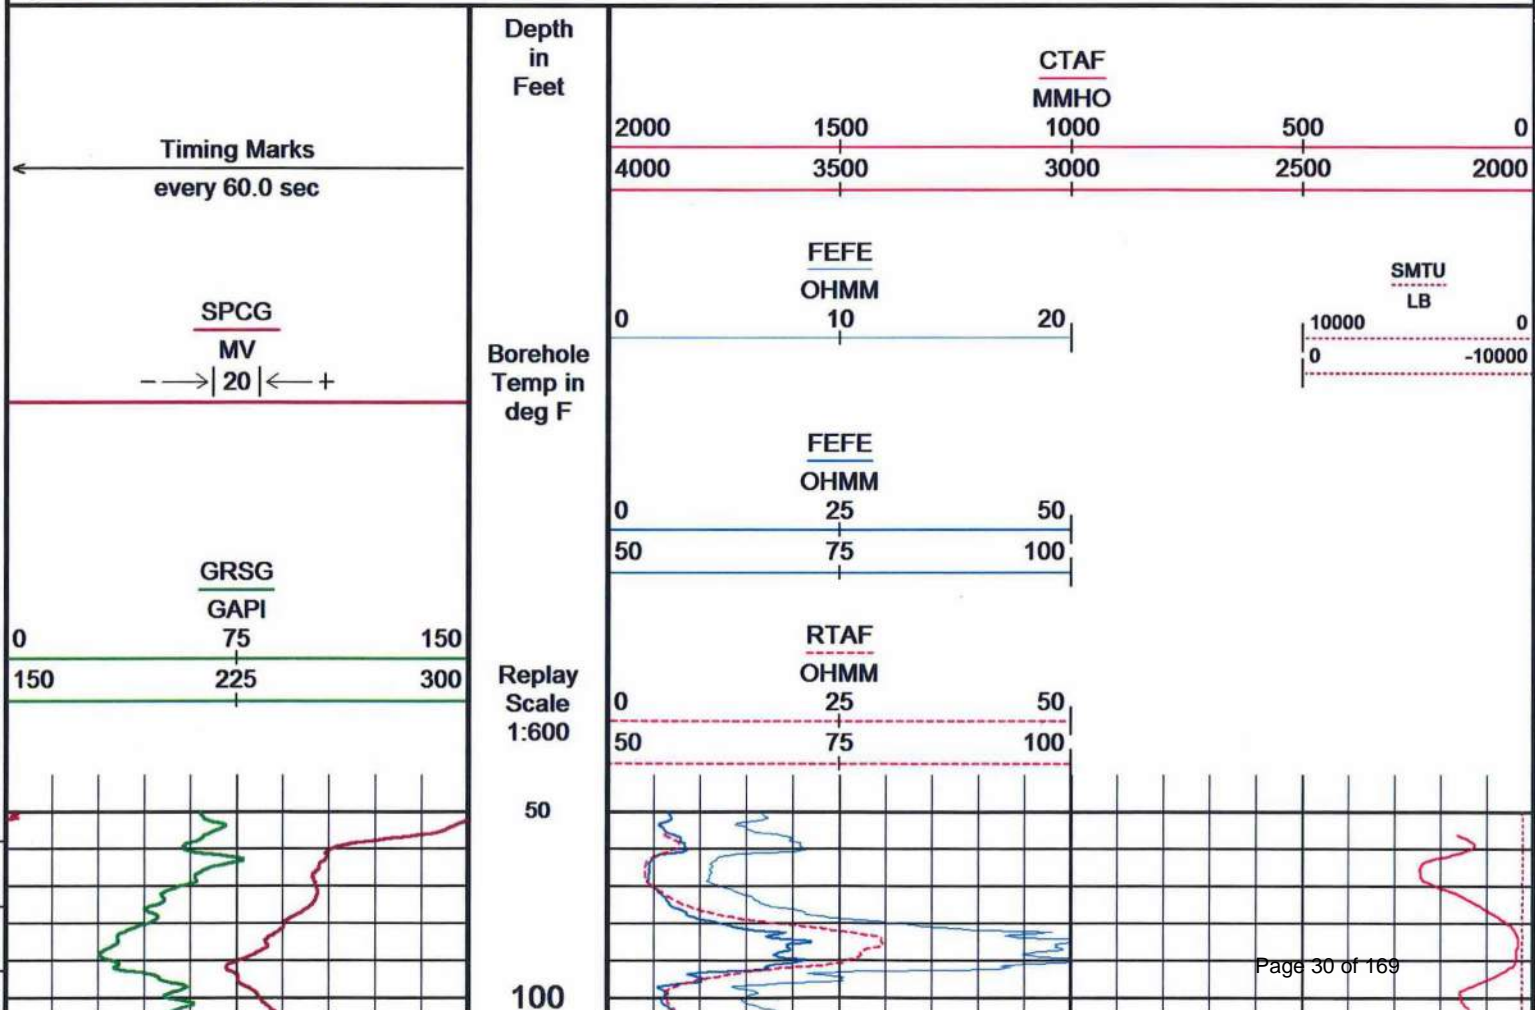 Depth
in
Feet
Timing Marks
every 60.0 sec
SPCG
MV
- 20 +
GRSG
GAPI
0 75 150
150 225 300
Borehole
Temp in
deg F
Replay
Scale
1:600
CTAF
MMHO
2000 1500 1000 500 0
4000 3500 3000 2500 2000
FEFE
OHMM
0 10 20
SMTU
LB
10000 0
0 -10000
FEFE
OHMM
0 25 50
50 75 100
RTAF
OHMM
0 25 50
50 75 100
50
100
Page 30 of 169